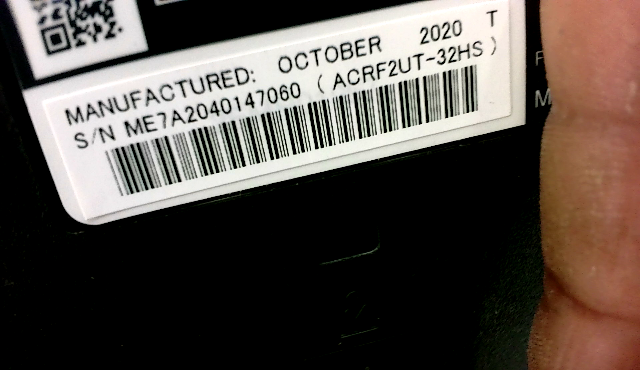 MANUFACTURED: OCTOBER 2020 T
S/N ME7A2040147060 (ACRF2UT-32HS)